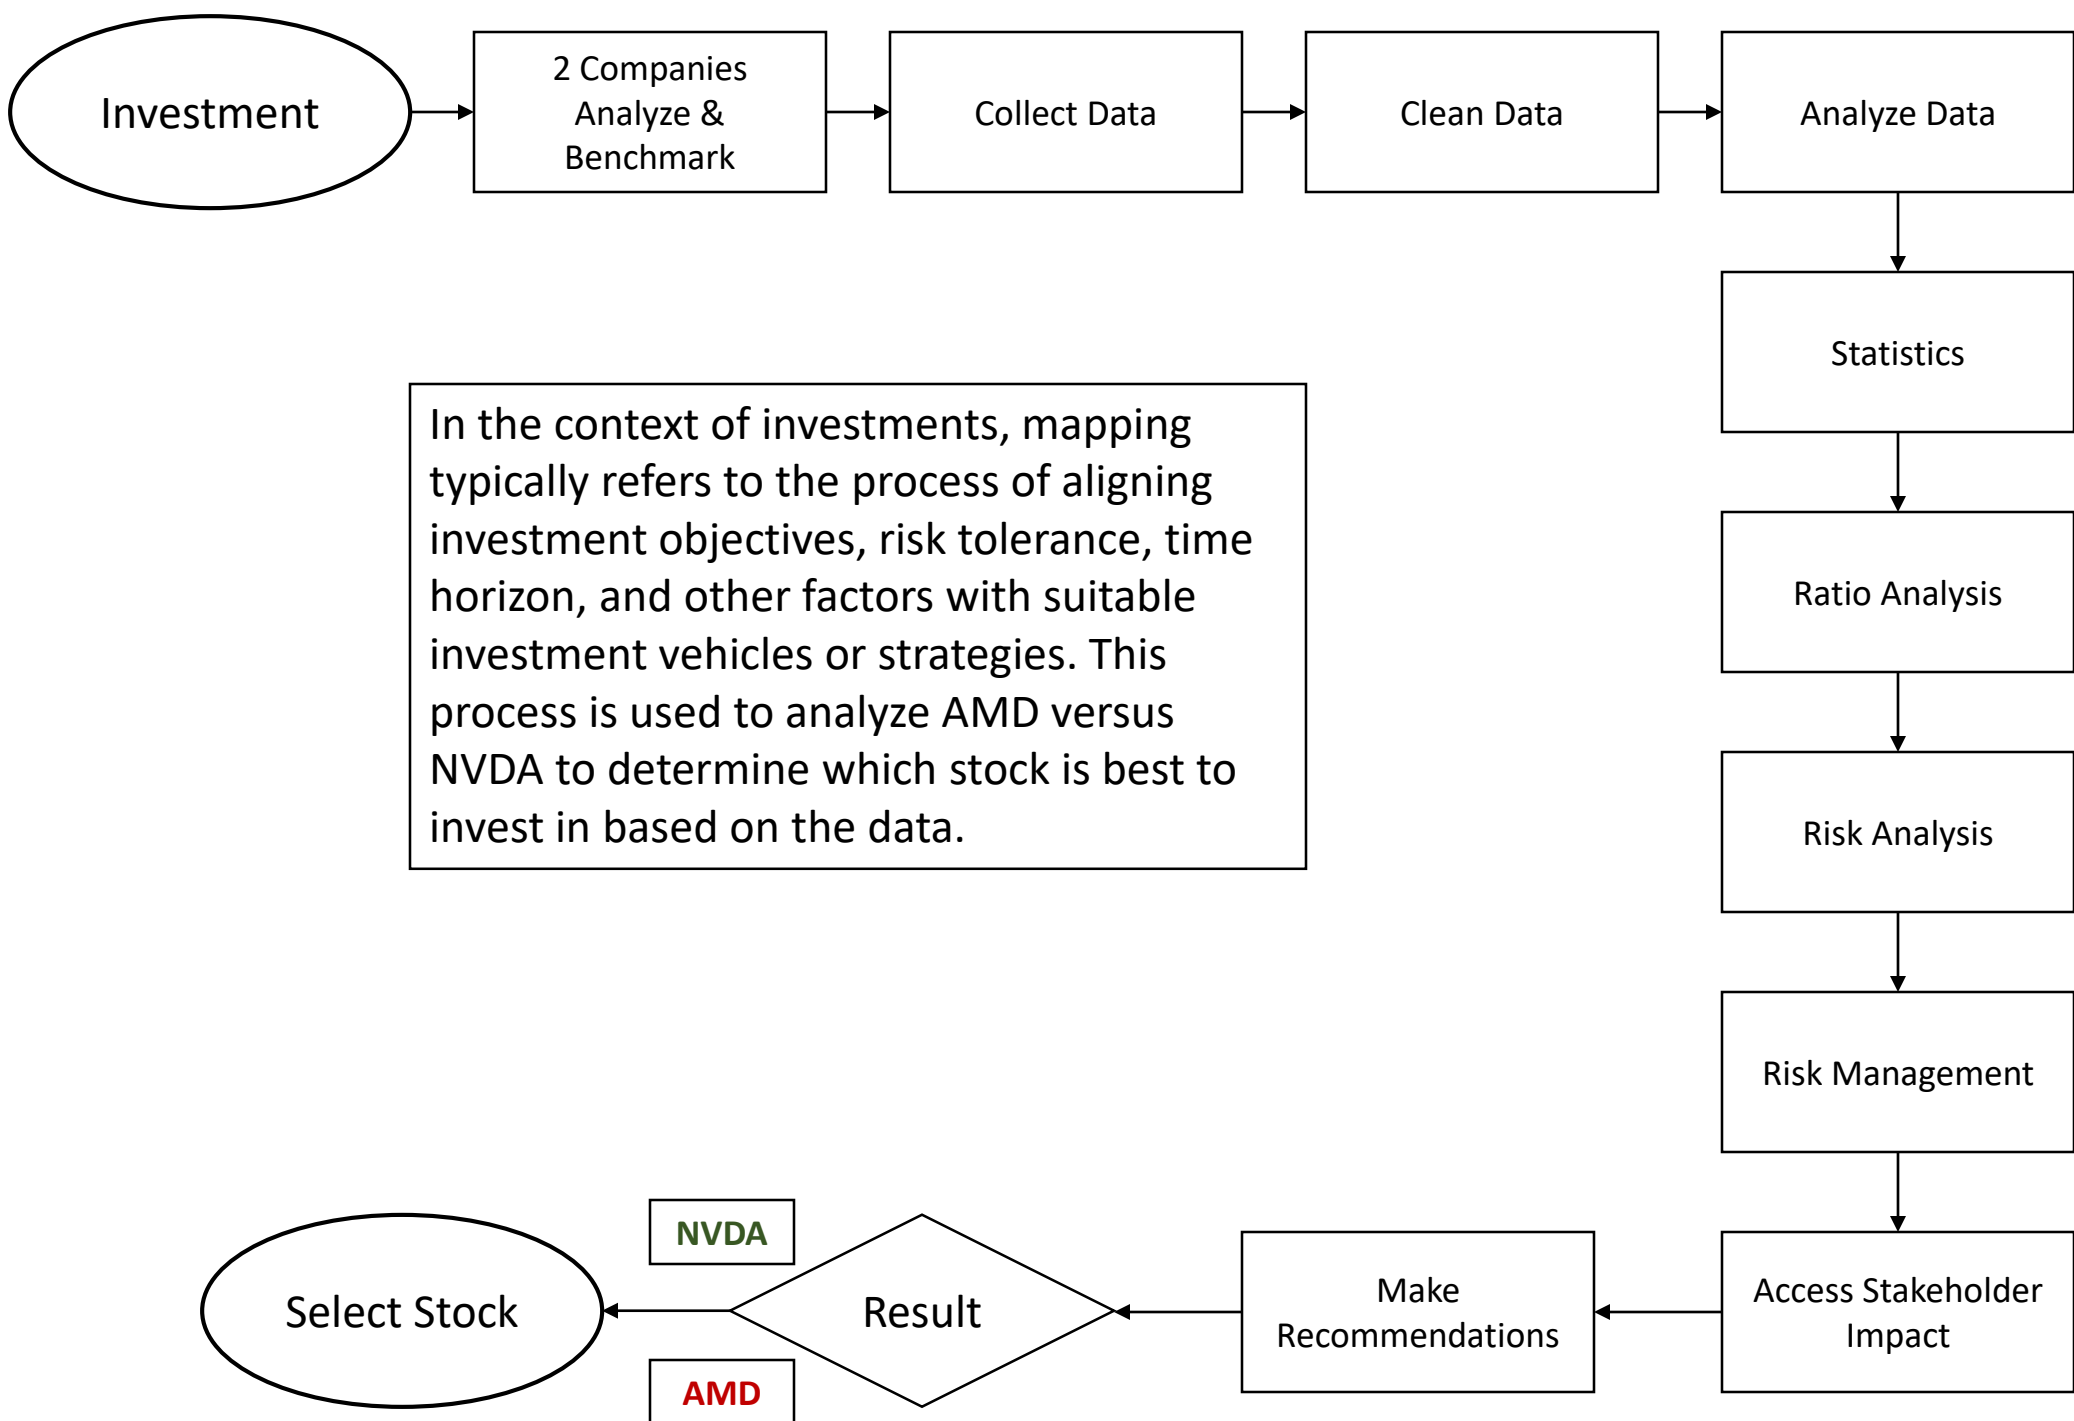 Investment
2 Companies
Analyze &
Benchmark
Collect Data
Clean Data
Analyze Data
Statistics
In the context of investments, mapping
typically refers to the process of aligning
investment objectives, risk tolerance, time
horizon, and other factors with suitable
investment vehicles or strategies. This
process is used to analyze AMD versus
NVDA to determine which stock is best to
invest in based on the data.
Ratio Analysis
Risk Analysis
Risk Management
Access Stakeholder
Impact
Make
Recommendations
Result
NVDA
AMD
Select Stock